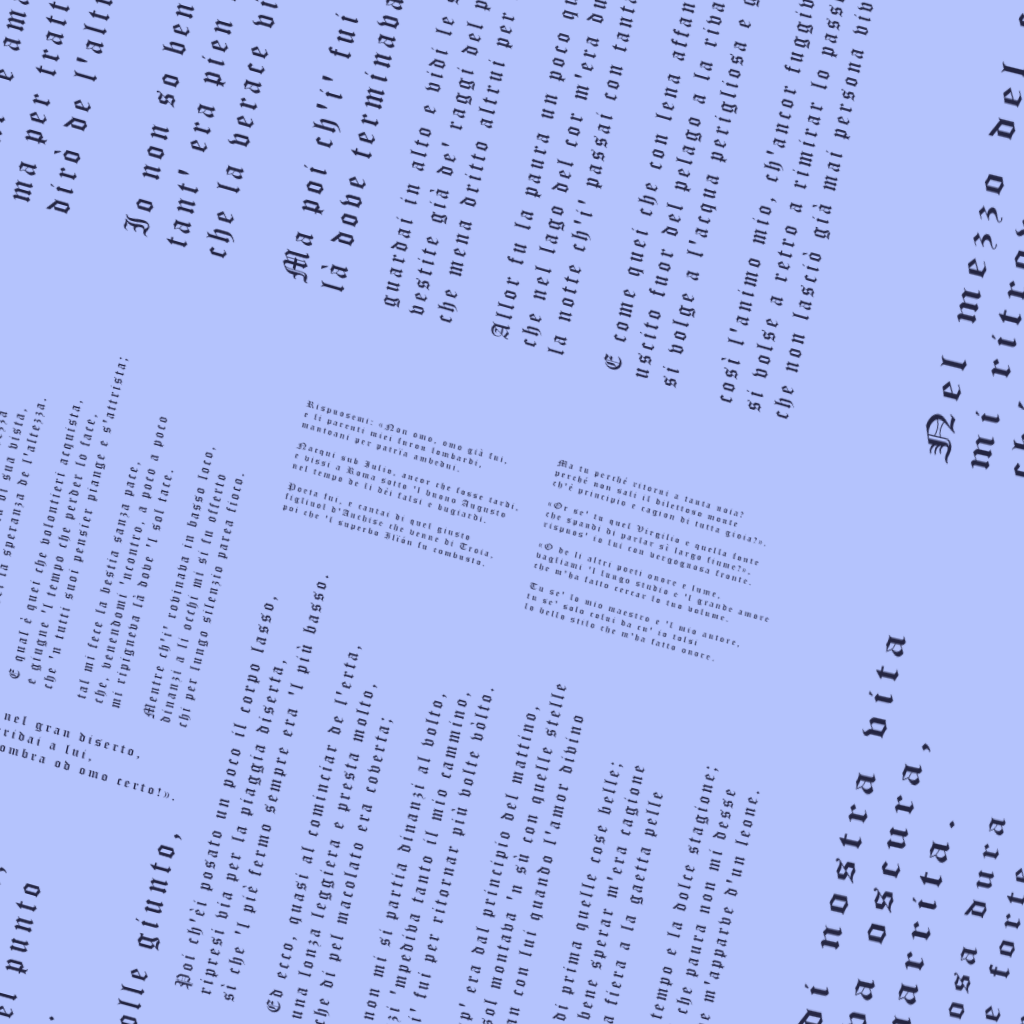 Nel mezzo del
mi
di nostra vita
oscura,
dura
e forte
ma per
dirò de
Io non so ben
tant' era pien
che la verace
el punto
Ma poi ch'i' fui
là dove terminava
giunto,
guardai in alto e vidi le
vestite già de' raggi del
che mena dritto altrui per
Allor fu la paura un poco
che nel lago del cor m'era
la notte ch'i' passai con
E come quei che con lena
uscito fuor del pelago a la riva
si volge a l'acqua perigliosa e
così l'animo mio, ch'ancor
si volse a retro a rimirar lo
che non lasciò già mai persona
Poi ch'èi posato un poco il corpo lasso,
ripresi via per la piaggia diserta,
sì che 'l piè fermo sempre era 'l più basso.
Ed ecco, quasi al cominciar de l'erta,
una lonza leggiera e presta molto,
che di pel macolato era coverta;
non mi si partia dinanzi al volto,
'mpediva tanto il mio cammino,
i' fui per ritornar più volte vòlto.
era dal principio del mattino,
sol montava 'n sù con quelle stelle
con lui quando l'amor divino
di prima quelle cose belle;
bene sperar m'era cagione
fiera a la gaetta pelle
tempo e la dolce stagione;
che paura non mi desse
m'apparve d'un leone.
di sua vista,
la speranza de l'altezza.
E qual è quei che volontieri acquista,
e giugne 'l tempo che perder lo face,
che 'n tutti suoi pensier piange e s'attrista;
tal mi fece la bestia sanza pace,
che, venendomi 'ncontro, a poco a poco
mi ripigneva là dove 'l sol tace.
Mentre ch'i' rovinava in basso loco,
dinanzi a li occhi mi si fu offerto
chi per lungo silenzio parea fioco.
nel gran diserto,
gridai a lui,
ombra od omo certo!».
Rispuosemi: «Non omo, omo già fui,
e li parenti miei furon lombardi,
mantoani per patrïa ambedui.
Nacqui sub Iulio, ancor che fosse tardi,
e vissi a Roma sotto 'l buono Augusto
nel tempo de li dèi falsi e bugiardi.
Poeta fui, e cantai di quel giusto
figliuol d'Anchise che venne di Troia,
poi che 'l superbo Ilïón fu combusto.
Ma tu perché ritorni a tanta noia?
perché non sali il dilettoso monte
ch'è principio e cagion di tutta gioia?».
«Or se' tu quel Virgilio e quella fonte
che spandi di parlar sì largo fiume?»,
rispuos' io lui con vergognosa fronte.
«O de li altri poeti onore e lume,
vagliami 'l lungo studio e 'l grande amore
che m'ha fatto cercar lo tuo volume.
Tu se' lo mio maestro e 'l mio autore,
tu se' solo colui da cu' io tolsi
lo bello stilo che m'ha fatto onore.